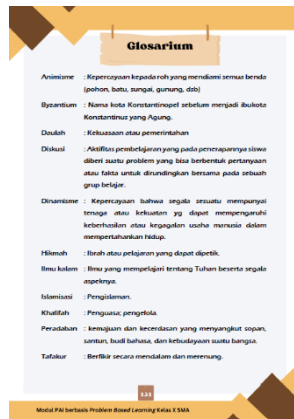 Glosarium
Animisme : Kepercayaan kepada roh yang mendiami semua benda
(pohon, batu, sungai, gunung, dsb)
Byzantium : Nama kota Konstantinopel sebelum menjadi ibukota
Konstantinus yang Agung.
Daulah : Kekuasaan atau pemerintahan
Diskusi : Aktifitas pembelajaran yang pada penerapannya siswa
diberi suatu problem yang bisa berbentuk pertanyaan
atau fakta untuk dirundingkan bersama pada sebuah
grup belajar.
Dinamisme : Kepercayaan bahwa segala sesuatu mempunyai
tenaga atau kekuatan yg dapat mempengaruhi
keberhasilan atau kegagalan usaha manusia dalam
mempertahankan hidup.
Hikmah : Ibrah atau pelajaran yang dapat dipetik.
Ilmu kalam : Ilmu yang mempelajari tentang Tuhan beserta segala
aspeknya.
Islamisasi : Pengislaman.
Khalifah : Penguasa; pengelola.
Peradaban : kemajuan dan kecerdasan yang menyangkut sopan,
santun, budi bahasa, dan kebudayaan suatu bangsa.
Tafakur : Berfikir secara mendalam dan merenung.
Modul PAI berbasis Problem Based Learning Kelas X SMA